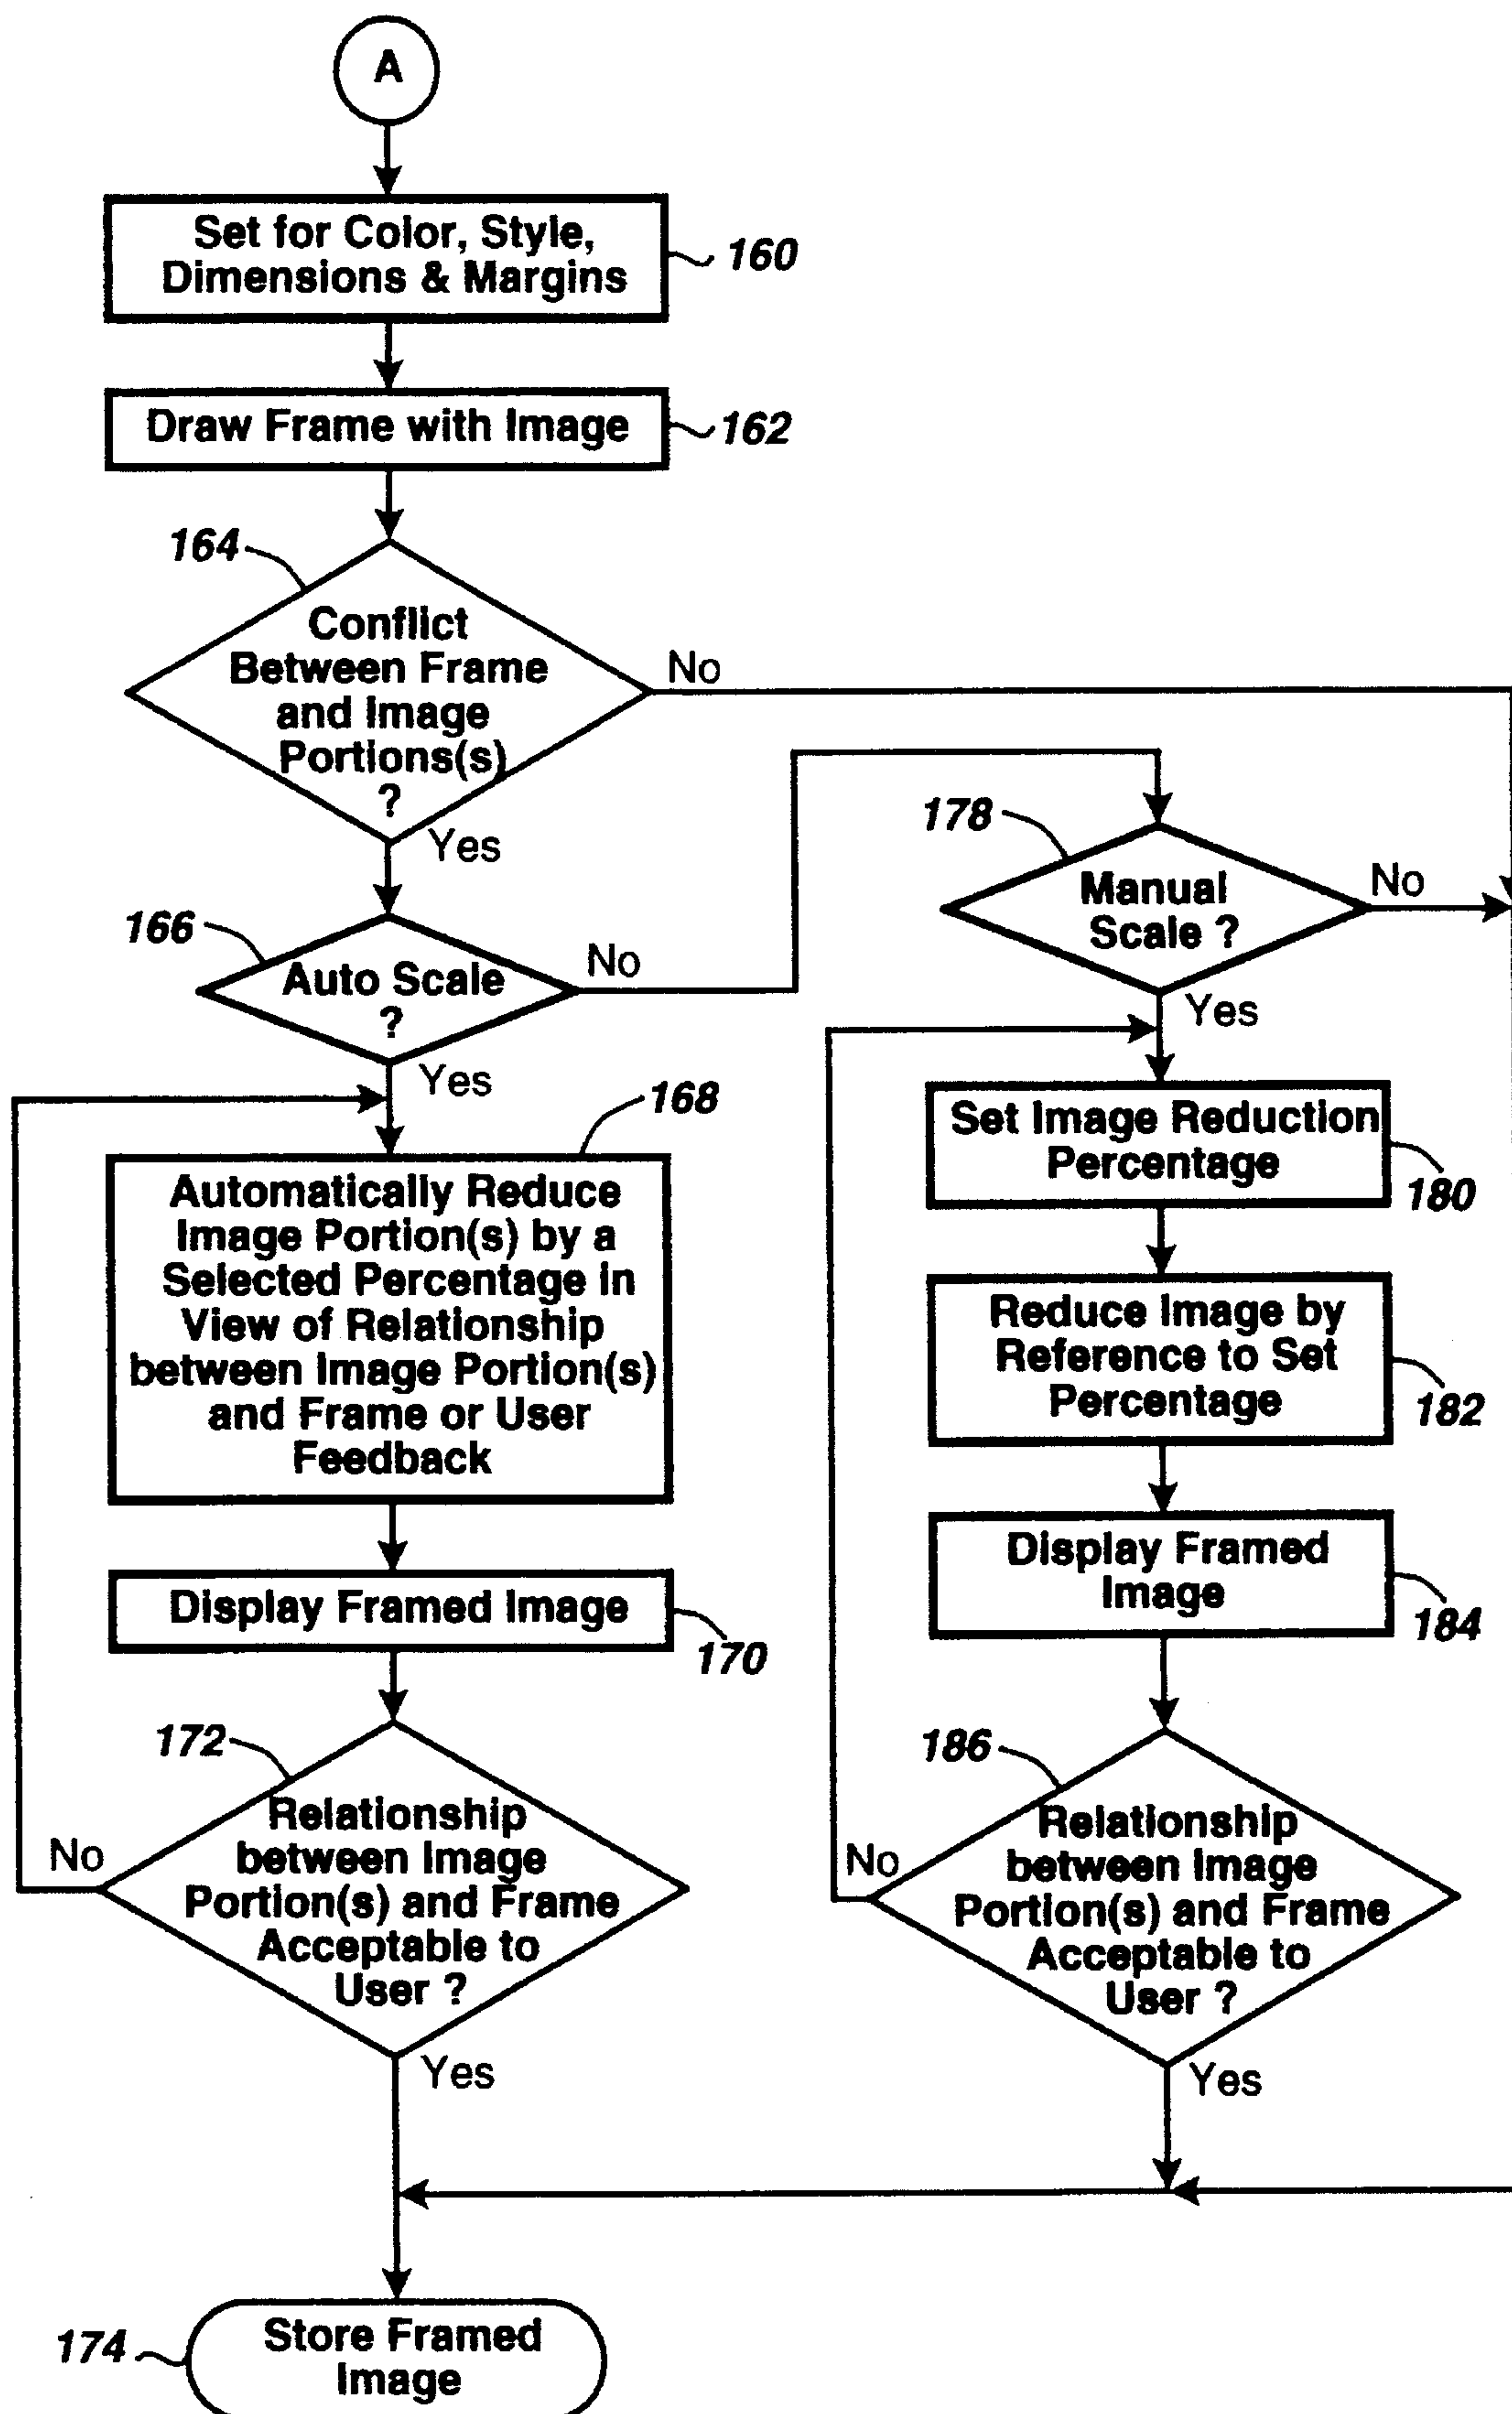 A
Set for Color, Style,
Dimensions & Margins
160
Draw Frame with Image
162
164
Conflict
Between Frame
and Image
Portions(s)
?
No
Yes
166
Auto Scale
?
No
Yes
168
Automatically Reduce
Image Portion(s) by a
Selected Percentage in
View of Relationship
between Image Portion(s)
and Frame or User
Feedback
Display Framed Image
170
172
Relationship
between Image
Portion(s) and Frame
Acceptable to
User ?
No
Yes
178
Manual
Scale ?
No
Yes
Set Image Reduction
Percentage
180
Reduce Image by
Reference to Set
Percentage
182
Display Framed
Image
184
186
Relationship
between Image
Portion(s) and Frame
Acceptable to
User ?
No
Yes
174
Store Framed
Image